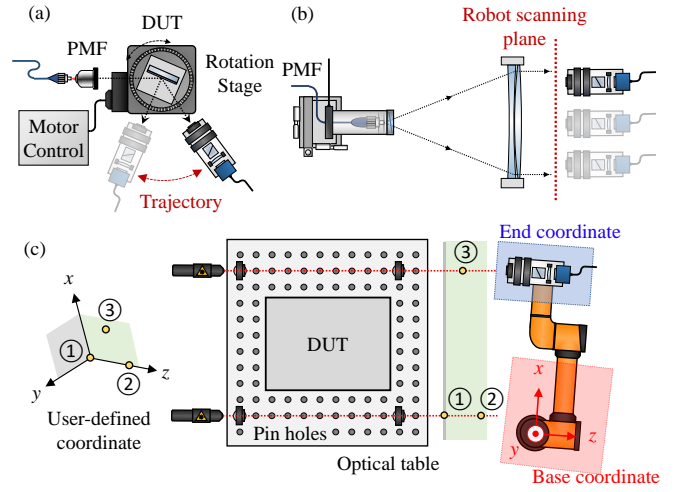 (a)
DUT
PMF
Rotation
Stage
Motor
Control
Trajectory
(b)
Robot scanning
plane
PMF
(c)
End coordinate
x
③
①
②
y
z
User-defined
coordinate
③
DUT
①
②
Pin holes
Optical table
x
y
z
Base coordinate